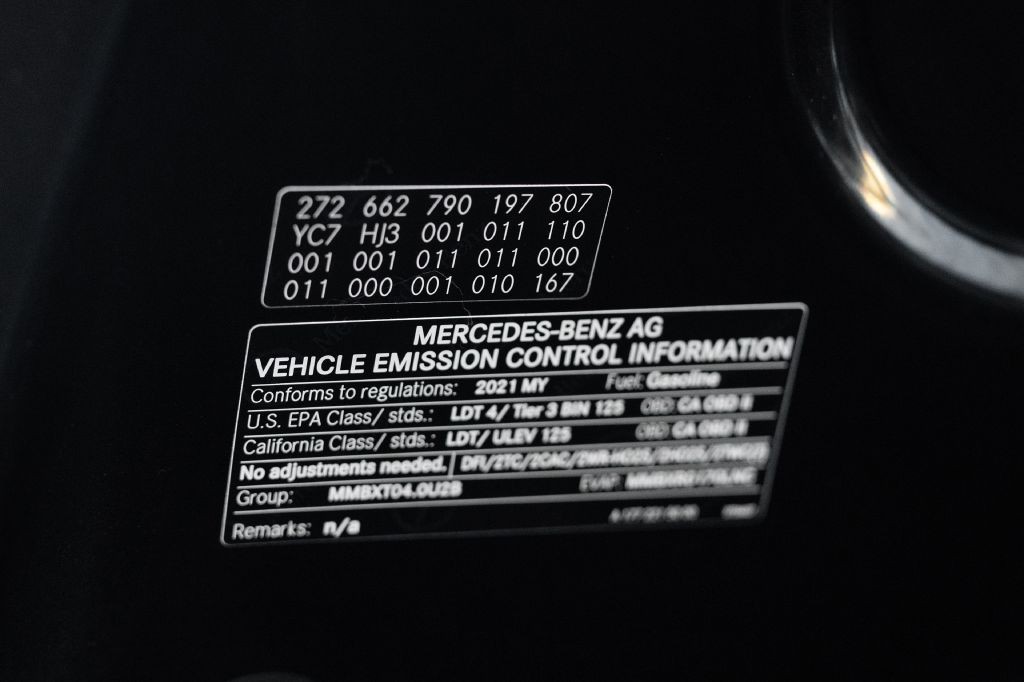 272 662 790 197 807
YC7 HJ3 001 011 110
001 001 011 011 000
011 000 001 010 167
MERCEDES-BENZ AG
VEHICLE EMISSION CONTROL INFORMATION
Conforms to regulations: 2021 MY Fuel: Gasoline
U.S. EPA Class/ stds.: LDT 4/ Tier 3 BIN 125 OBD: CA OBD II
California Class/ stds.: LDT/ ULEV 125 OBD: CA OBD II
No adjustments needed.
Group: MMBXT04.0U2B EVAP:
Remarks: n/a